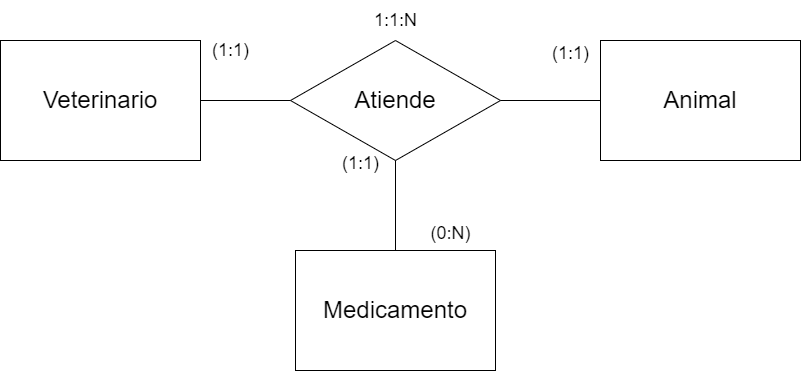 1:1:N
(1:1)
(1:1)
Veterinario
Atiende
Animal
(1:1)
(0:N)
Medicamento